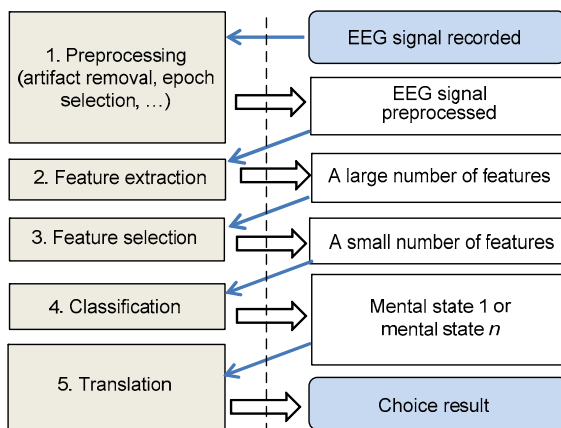 EEG signal recorded
1. Preprocessing
(artifact removal, epoch
selection, …)
EEG signal
preprocessed
2. Feature extraction
A large number of features
3. Feature selection
A small number of features
4. Classification
Mental state 1 or
mental state n
5. Translation
Choice result